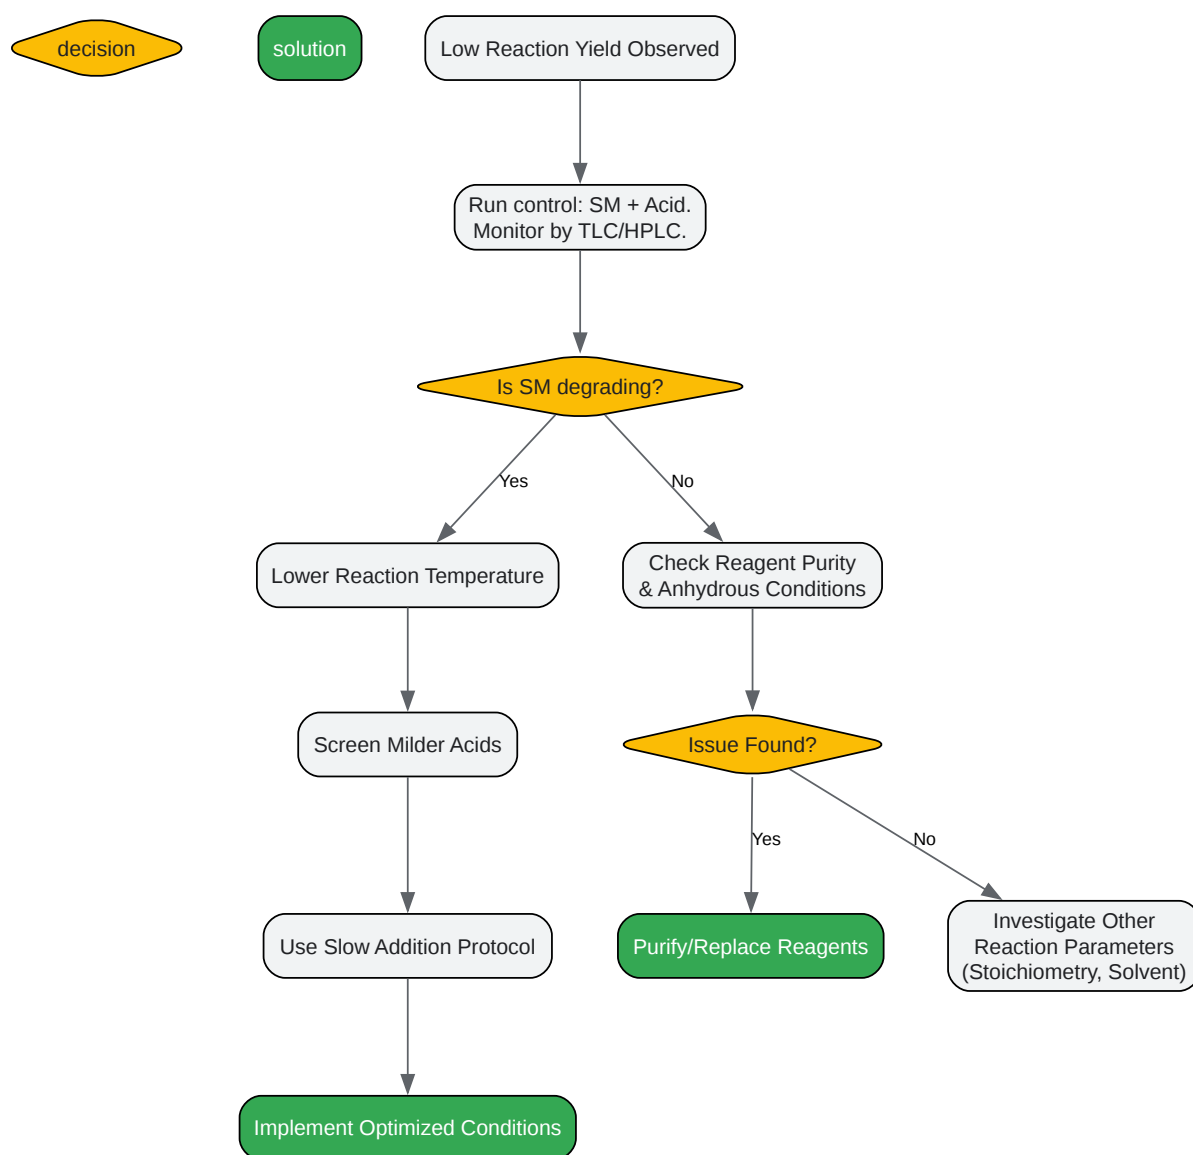 decision
solution
Low Reaction Yield Observed
Run control: SM + Acid.
Monitor by TLC/HPLC.
Is SM degrading?
Yes
No
Lower Reaction Temperature
Check Reagent Purity
& Anhydrous Conditions
Screen Milder Acids
Issue Found?
Yes
No
Use Slow Addition Protocol
Purify/Replace Reagents
Investigate Other
Reaction Parameters
(Stoichiometry, Solvent)
Implement Optimized Conditions